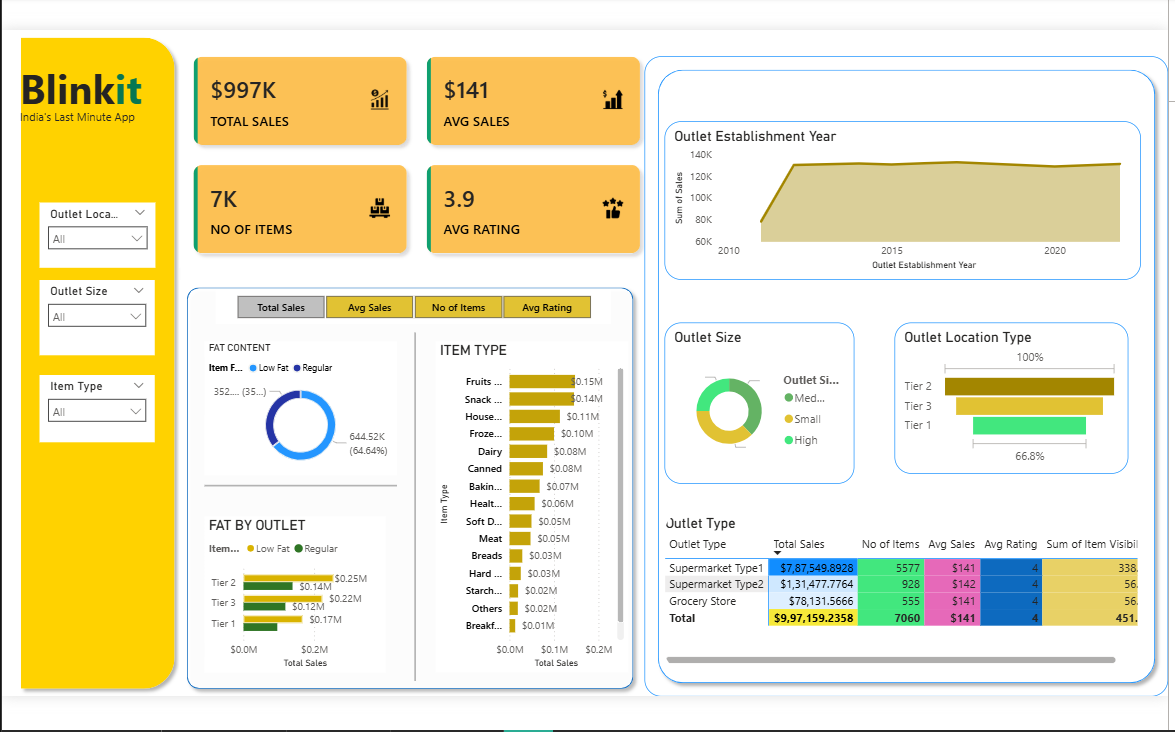 Blinkit
India's Last Minute App
Outlet Loca...
All
Outlet Size
All
Item Type
All
$997K
TOTAL SALES
$141
AVG SALES
7K
NO OF ITEMS
3.9
AVG RATING
Total Sales Avg Sales No of Items Avg Rating
FAT CONTENT
Item F... Low Fat Regular
352.... (35...)
644.52K
(64.64%)
FAT BY OUTLET
Item... Low Fat Regular
Tier 2 $0.25M
$0.14M
Tier 3 $0.22M
$0.12M
Tier 1 $0.17M
$0.0M $0.2M
Total Sales
ITEM TYPE
Item Type
Fruits ... $0.15M
Snack ... $0.14M
House... $0.11M
Froze... $0.10M
Dairy $0.08M
Canned $0.08M
Bakin... $0.07M
Healt... $0.06M
Soft D... $0.05M
Meat $0.05M
Breads $0.03M
Hard ... $0.03M
Starch... $0.02M
Others $0.02M
Breakf... $0.01M
$0.0M $0.1M $0.2M
Total Sales
Outlet Establishment Year
Sum of Sales
140K
120K
100K
80K
60K
2010 2015 2020
Outlet Establishment Year
Outlet Size
Outlet Si...
Med...
Small
High
Outlet Location Type
100%
Tier 2
Tier 3
Tier 1
66.8%
Outlet Type
Outlet Type Total Sales No of Items Avg Sales Avg Rating Sum of Item Visibil
Supermarket Type1 $7,87,549.8928 5577 $141 4 338.
Supermarket Type2 $1,31,477.7764 928 $142 4 56.
Grocery Store $78,131.5666 555 $141 4 56.
Total $9,97,159.2358 7060 $141 4 451.